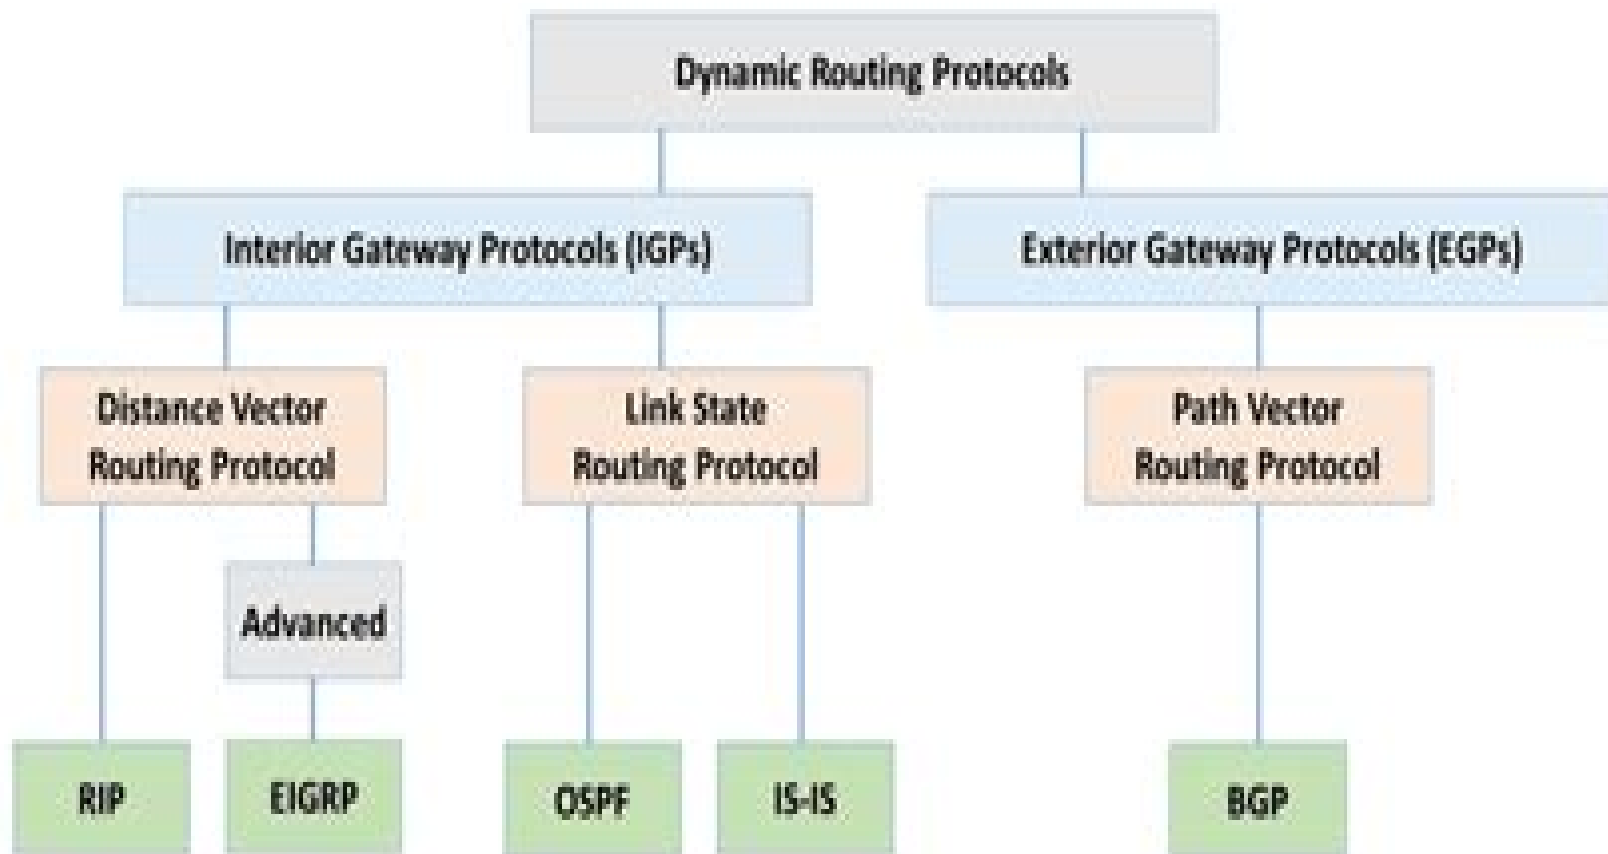 Dynamic Routing Protocols
Interior Gateway Protocols (IGPs)
Exterior Gateway Protocols (EGPs)
Distance Vector
Routing Protocol
Link State
Routing Protocol
Path Vector
Routing Protocol
Advanced
RIP
EIGRP
OSPF
IS-IS
BGP